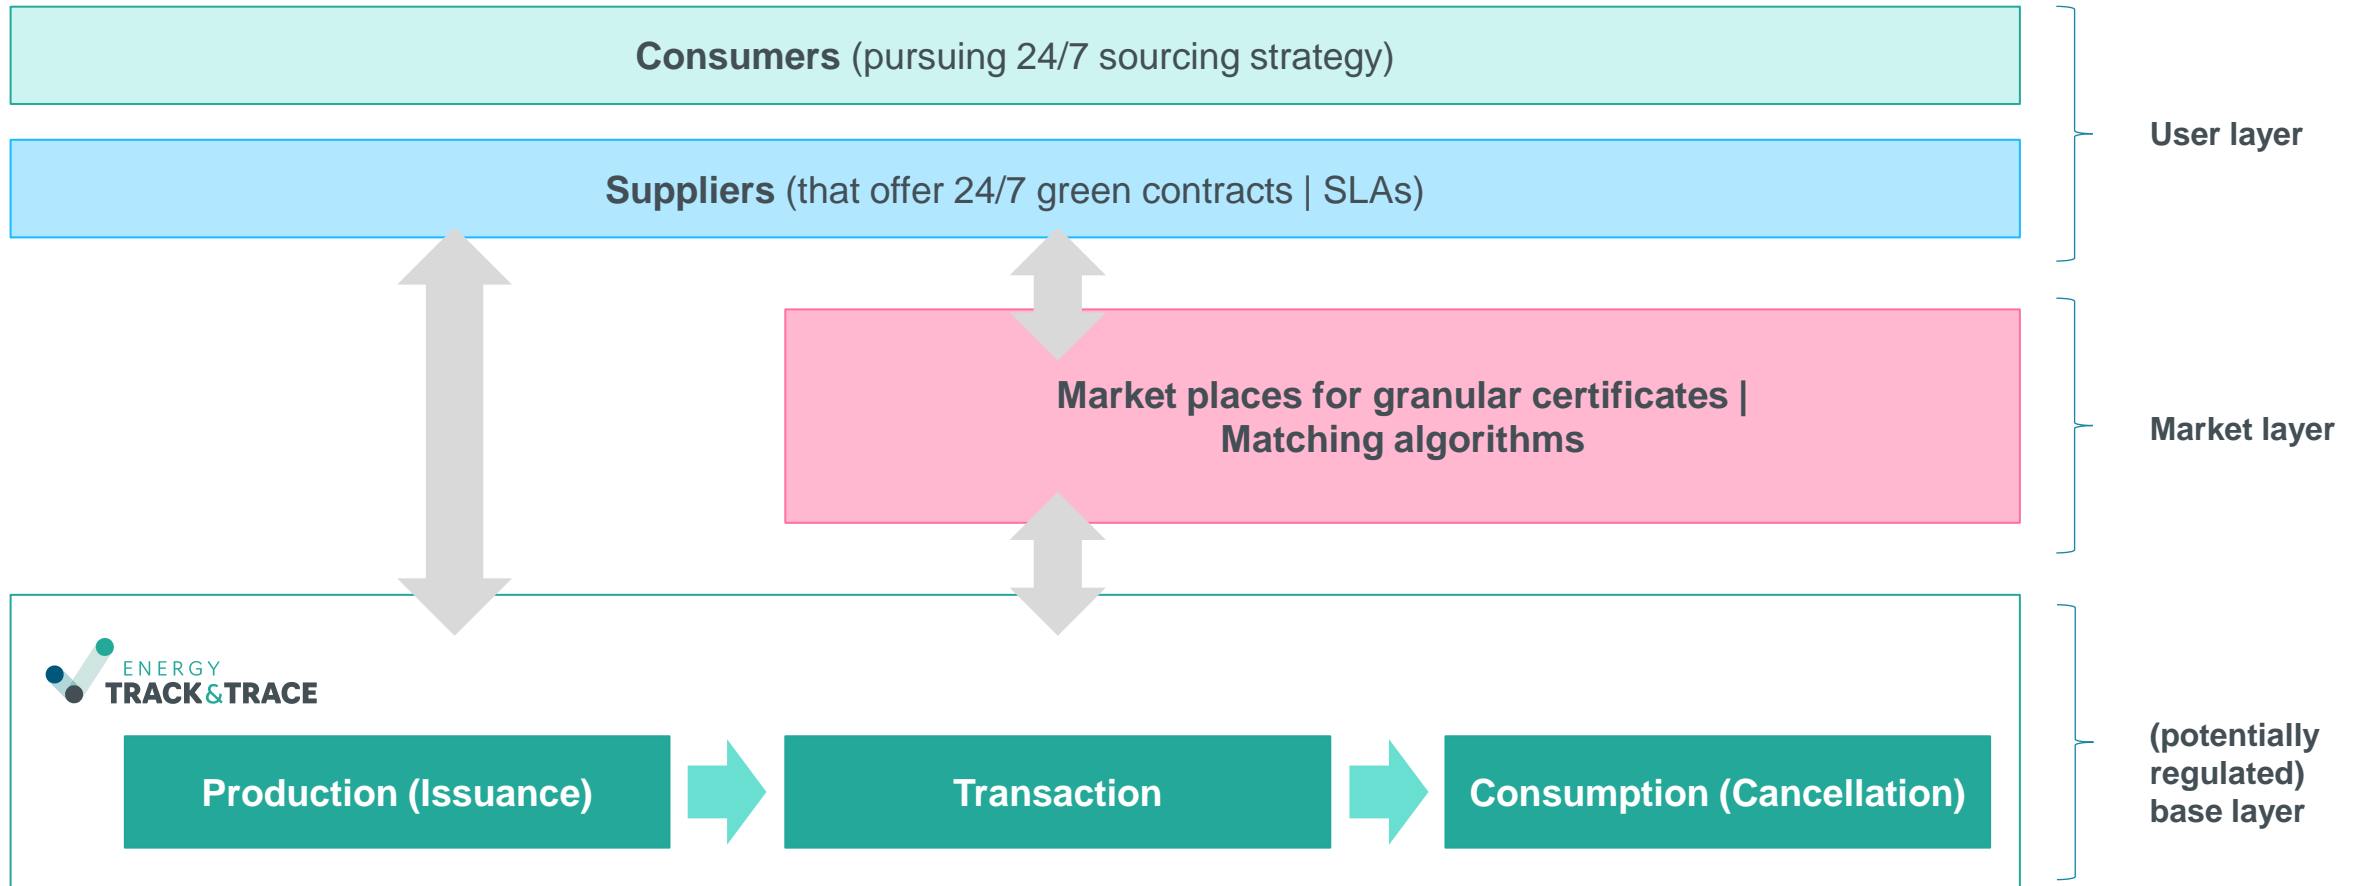 Consumers (pursuing 24/7 sourcing strategy)
User layer
Suppliers (that offer 24/7 green contracts | SLAs)
Market places for granular certificates |
Matching algorithms
Market layer
ENERGY
TRACK&TRACE
Production (Issuance)
Transaction
Consumption (Cancellation)
(potentially
regulated)
base layer